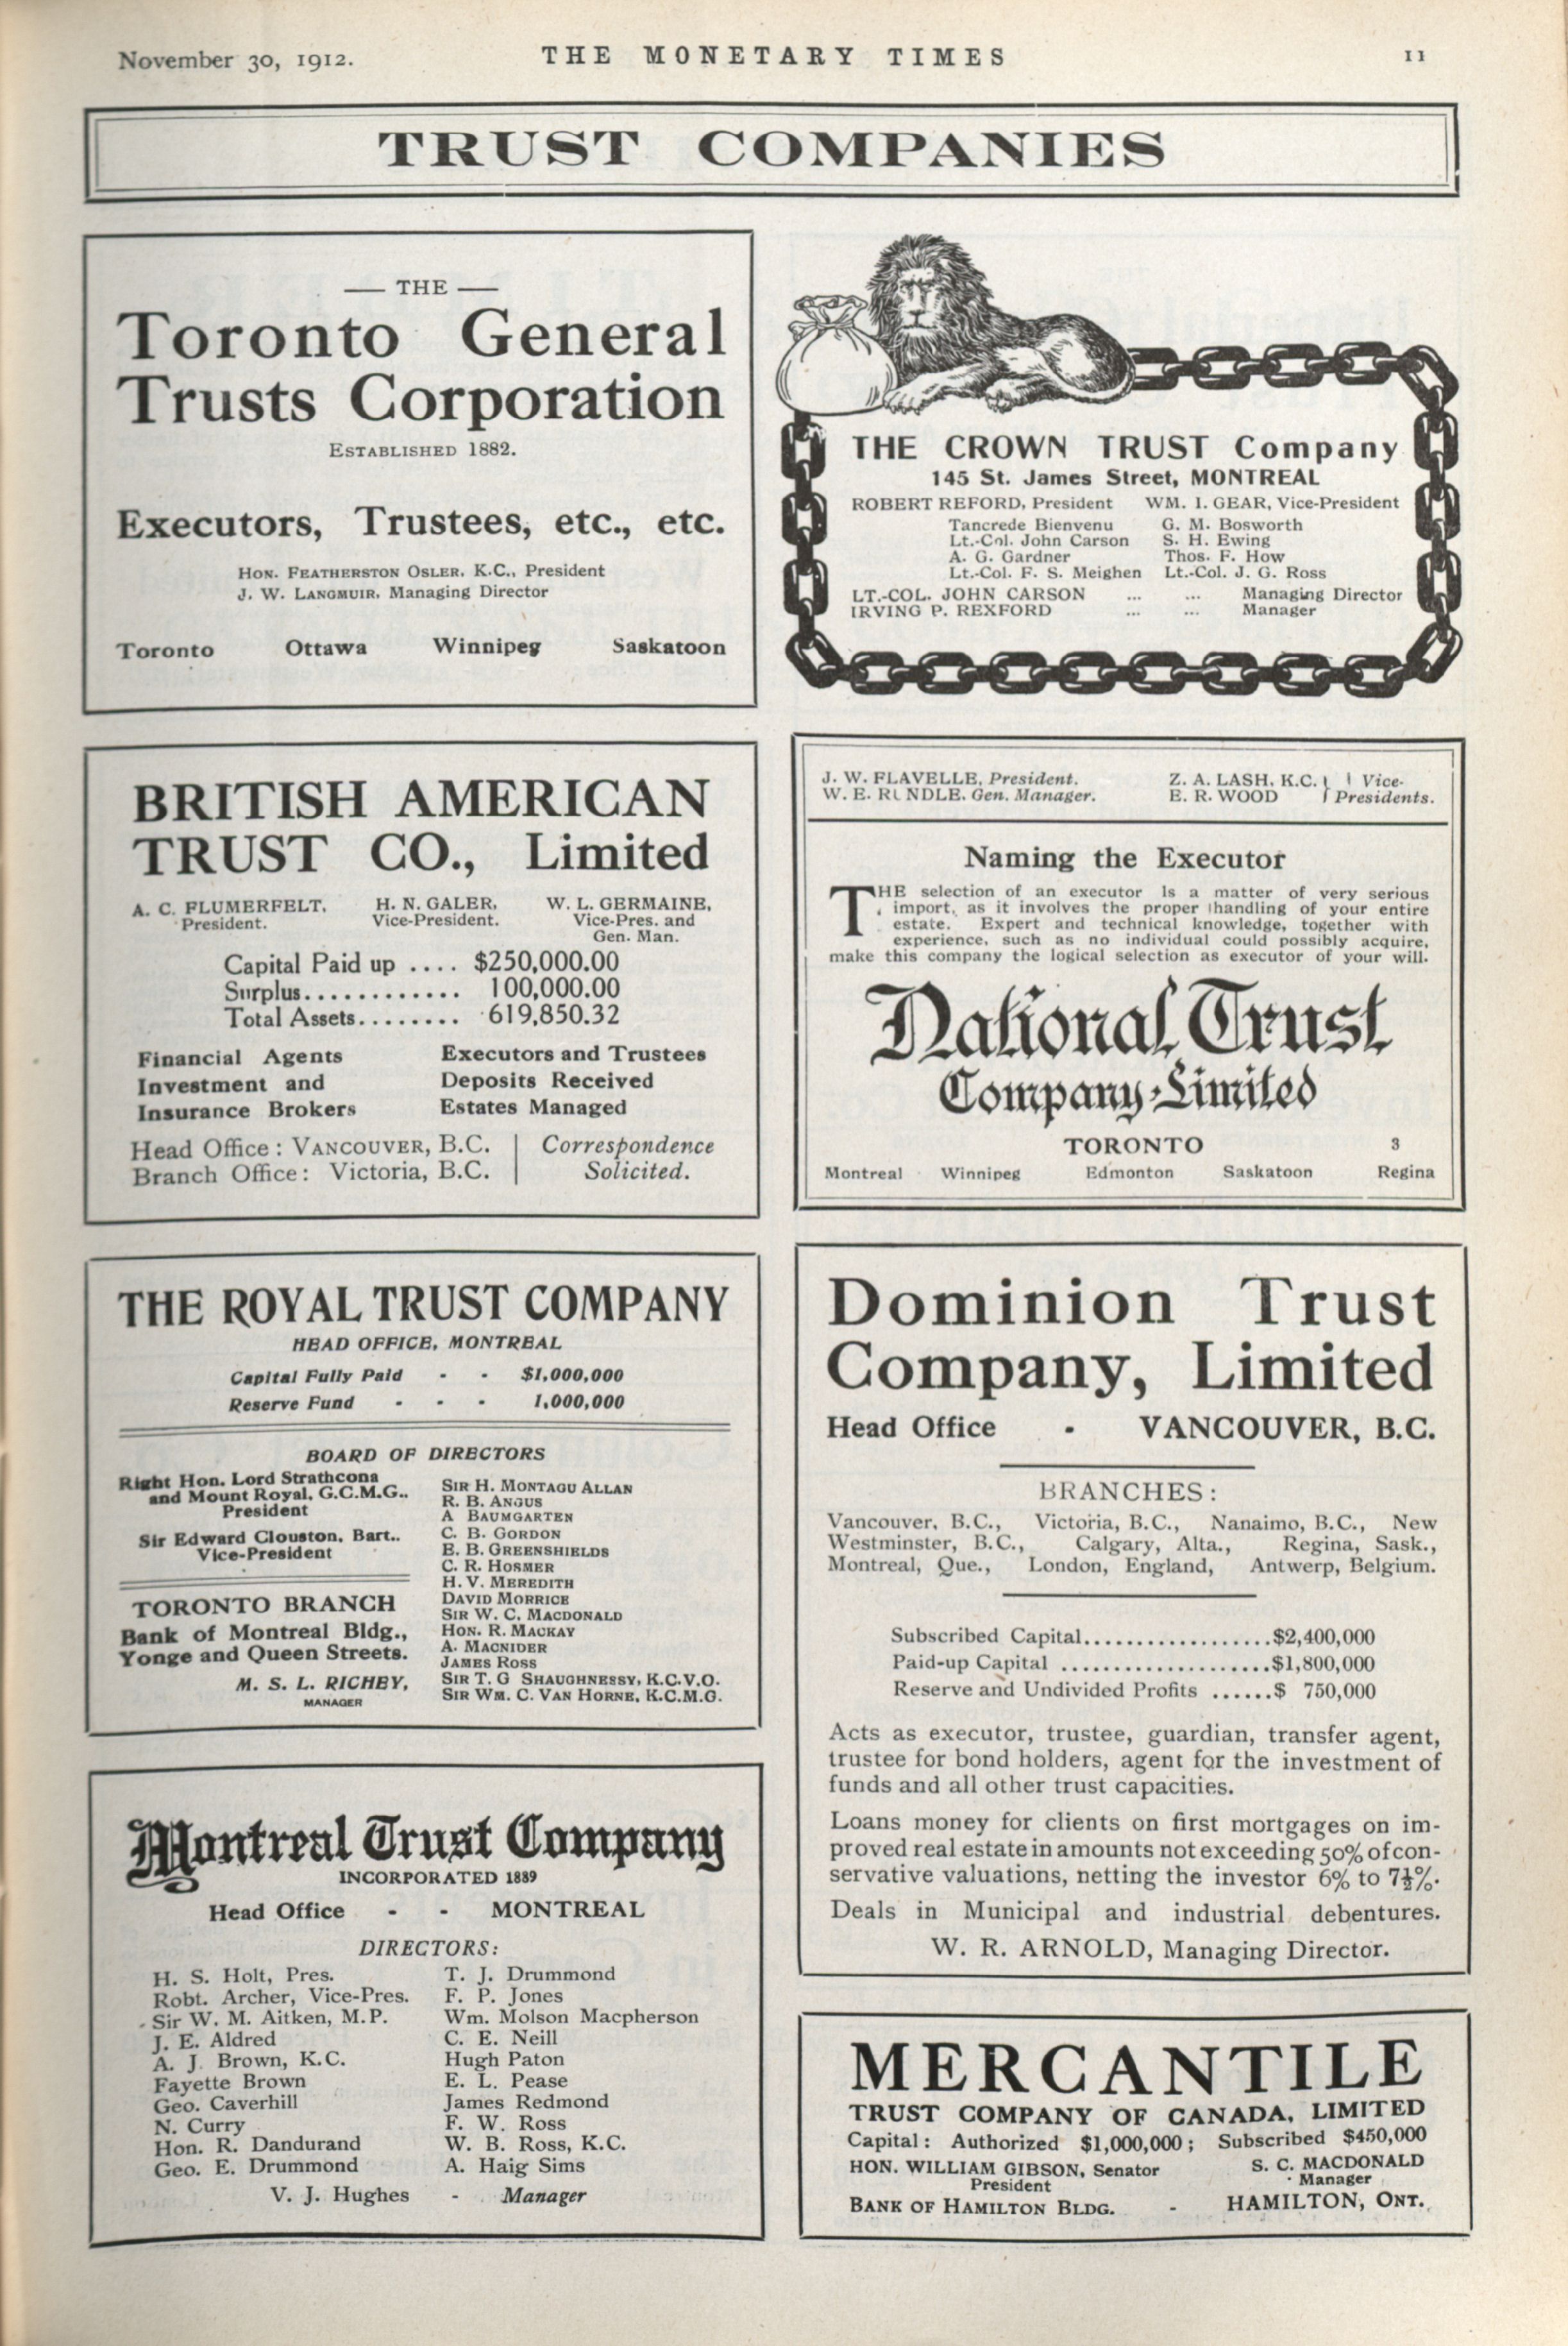 November 30, 1912.
THE MONETARY TIMES
11
TRUST COMPANIES
— THE —
Toronto General
Trusts Corporation
ESTABLISHED 1882.
Executors, Trustees, etc., etc.
HON. FEATHERSTON OSLER, K.C., President
J. W. LANGMUIR, Managing Director
Toronto Ottawa Winnipeg Saskatoon
THE CROWN TRUST Company
145 St. James Street, MONTREAL
ROBERT REFORD, President WM. I. GEAR, Vice-President
Tancrede Bienvenu G. M. Bosworth
Lt.-Col. John Carson S. H. Ewing
A. G. Gardner Thos. F. How
Lt.-Col. F. S. Meighen Lt.-Col. J. G. Ross
LT.-COL. JOHN CARSON ... ... Managing Director
IRVING P. REXFORD ... ... Manager
BRITISH AMERICAN
TRUST CO., Limited
A. C. FLUMERFELT, H. N. GALER, W. L. GERMAINE,
President. Vice-President. Vice-Pres. and
Gen. Man.
Capital Paid up .... $250,000.00
Surplus............ 100,000.00
Total Assets........ 619,850.32
Financial Agents Executors and Trustees
Investment and Deposits Received
Insurance Brokers Estates Managed
Head Office : VANCOUVER, B.C. Correspondence
Branch Office : Victoria, B.C. Solicited.
J. W. FLAVELLE, President. Z. A. LASH, K.C. } Vice-
W. E. RUNDLE, Gen. Manager. E. R. WOOD } Presidents.
Naming the Executor
THE selection of an executor is a matter of very serious
import, as it involves the proper handling of your entire
estate. Expert and technical knowledge, together with
experience, such as no individual could possibly acquire,
make this company the logical selection as executor of your will.
National Trust
Company Limited
TORONTO 3
Montreal Winnipeg Edmonton Saskatoon Regina
THE ROYAL TRUST COMPANY
HEAD OFFICE, MONTREAL
Capital Fully Paid - - $1,000,000
Reserve Fund - - - 1,000,000
BOARD OF DIRECTORS
Right Hon. Lord Strathcona
and Mount Royal, G.C.M.G.,
President
Sir Edward Clouston, Bart.,
Vice-President
TORONTO BRANCH
Bank of Montreal Bldg.,
Yonge and Queen Streets.
M. S. L. RICHEY,
MANAGER
SIR H. MONTAGU ALLAN
R. B. ANGUS
A BAUMGARTEN
C. B. GORDON
E. B. GREENSHIELDS
C. R. HOSMER
H. V. MEREDITH
DAVID MORRICE
SIR W. C. MACDONALD
HON. R. MACKAY
A. MACNIDER
JAMES ROSS
SIR T. G SHAUGHNESSY, K.C.V.O.
SIR WM. C. VAN HORNE, K.C.M.G.
Dominion Trust
Company, Limited
Head Office - VANCOUVER, B.C.
BRANCHES :
Vancouver, B.C., Victoria, B.C., Nanaimo, B.C., New
Westminster, B.C., Calgary, Alta., Regina, Sask.,
Montreal, Que., London, England, Antwerp, Belgium.
Subscribed Capital..................$2,400,000
Paid-up Capital ....................$1,800,000
Reserve and Undivided Profits ......$ 750,000
Acts as executor, trustee, guardian, transfer agent,
trustee for bond holders, agent for the investment of
funds and all other trust capacities.
Loans money for clients on first mortgages on im-
proved real estate in amounts not exceeding 50% of con-
servative valuations, netting the investor 6% to 7½%.
Deals in Municipal and industrial debentures.
W. R. ARNOLD, Managing Director.
Montreal Trust Company
INCORPORATED 1889
Head Office - - MONTREAL
DIRECTORS:
H. S. Holt, Pres. T. J. Drummond
Robt. Archer, Vice-Pres. F. P. Jones
Sir W. M. Aitken, M.P. Wm. Molson Macpherson
J. E. Aldred C. E. Neill
A. J. Brown, K.C. Hugh Paton
Fayette Brown E. L. Pease
Geo. Caverhill James Redmond
N. Curry F. W. Ross
Hon. R. Dandurand W. B. Ross, K.C.
Geo. E. Drummond A. Haig Sims
V. J. Hughes - Manager
MERCANTILE
TRUST COMPANY OF CANADA, LIMITED
Capital : Authorized $1,000,000 ; Subscribed $450,000
HON. WILLIAM GIBSON, Senator S. C. MACDONALD
President Manager
BANK OF HAMILTON BLDG. - HAMILTON, ONT.